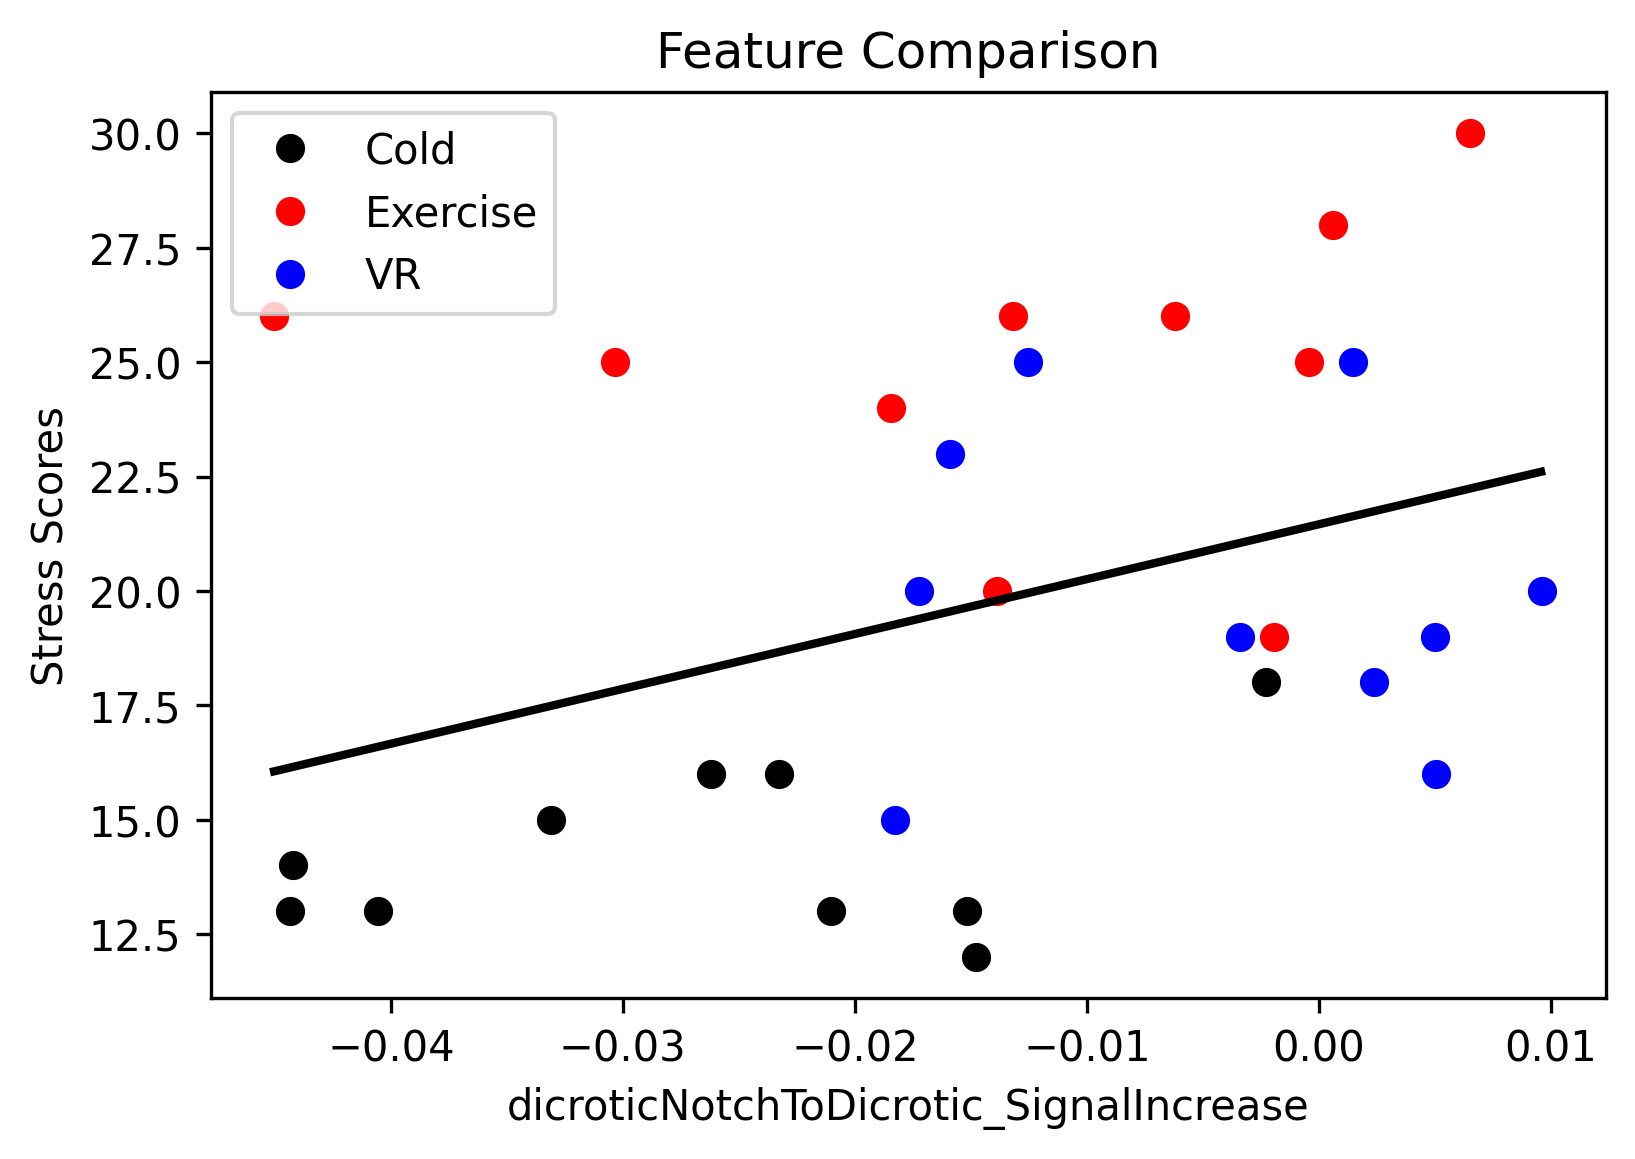 Feature Comparison
Cold
Exercise
VR
30.0
27.5
25.0
22.5
20.0
17.5
15.0
12.5
Stress Scores
−0.04
−0.03
−0.02
−0.01
0.00
0.01
dicroticNotchToDicrotic_SignalIncrease